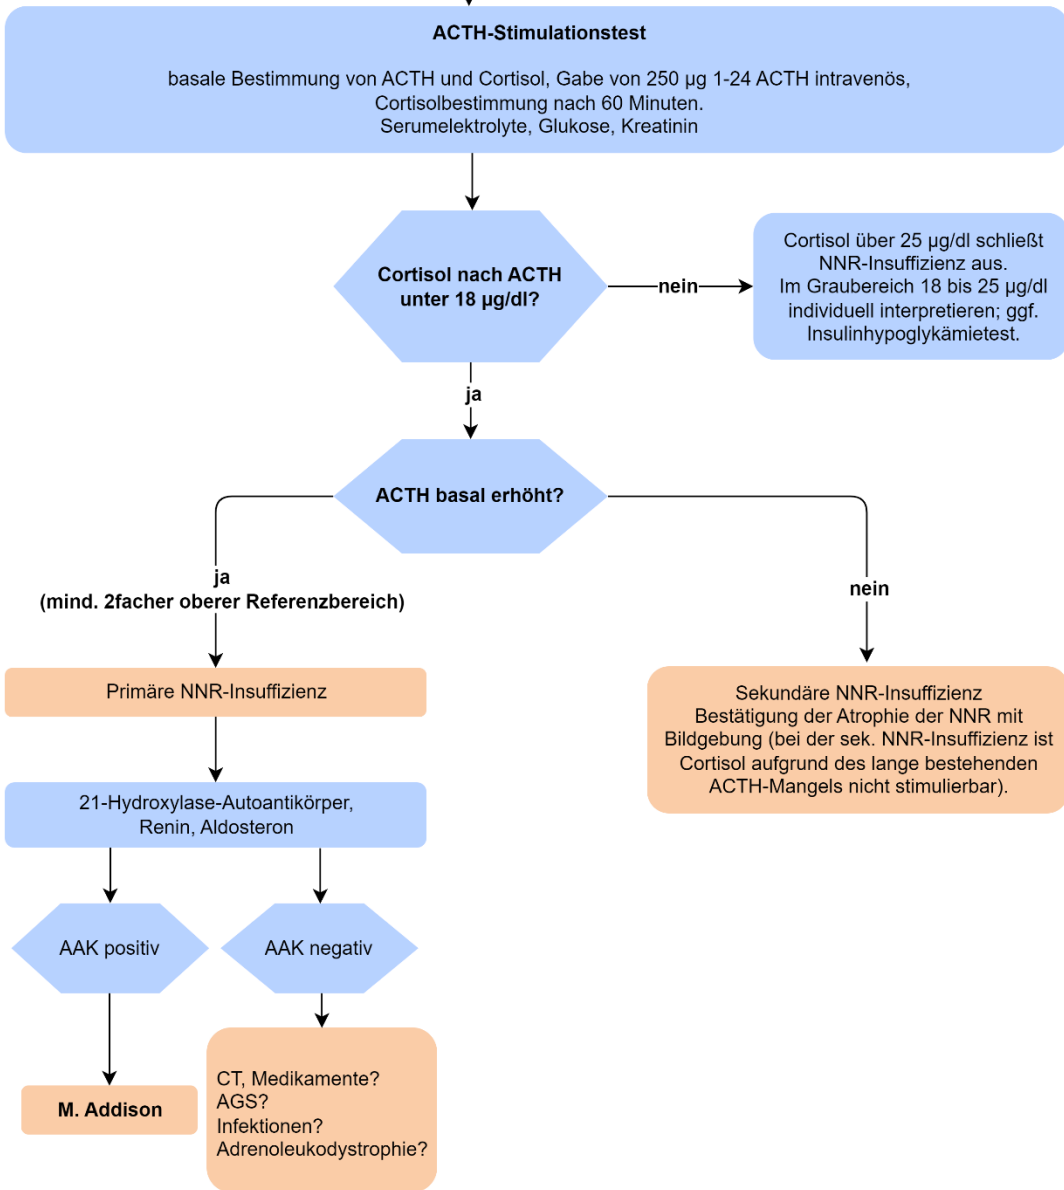 ACTH-Stimulationstest
basale Bestimmung von ACTH und Cortisol, Gabe von 250 µg 1-24 ACTH intravenös,
Cortisolbestimmung nach 60 Minuten.
Serumelektrolyte, Glukose, Kreatinin
Cortisol nach ACTH
unter 18 µg/dl?
nein
Cortisol über 25 µg/dl schließt
NNR-Insuffizienz aus.
Im Graubereich 18 bis 25 µg/dl
individuell interpretieren; ggf.
Insulinhypoglykämietest.
ja
ACTH basal erhöht?
ja
(mind. 2facher oberer Referenzbereich)
nein
Primäre NNR-Insuffizienz
Sekundäre NNR-Insuffizienz
Bestätigung der Atrophie der NNR mit
Bildgebung (bei der sek. NNR-Insuffizienz ist
Cortisol aufgrund des lange bestehenden
ACTH-Mangels nicht stimulierbar).
21-Hydroxylase-Autoantikörper,
Renin, Aldosteron
AAK positiv
AAK negativ
M. Addison
CT, Medikamente?
AGS?
Infektionen?
Adrenoleukodystrophie?